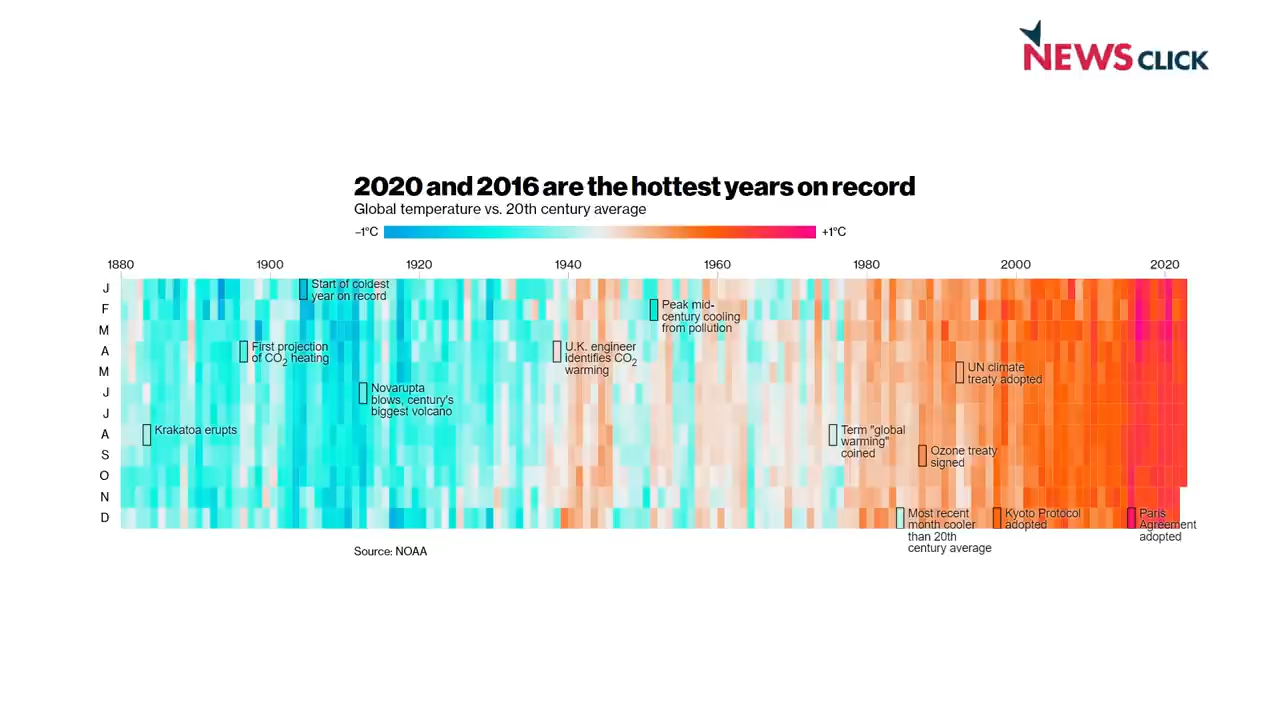 NEWS CLICK
2020 and 2016 are the hottest years on record
Global temperature vs. 20th century average
–1°C +1°C
1880 1900 1920 1940 1960 1980 2000 2020
J
F
M
A
M
J
J
A
S
O
N
D
Start of coldest
year on record
Peak mid-
century cooling
from pollution
First projection
of CO2 heating
U.K. engineer
identifies CO2
warming
UN climate
treaty adopted
Novarupta
blows, century's
biggest volcano
Krakatoa erupts
Term "global
warming"
coined
Ozone treaty
signed
Most recent
month cooler
than 20th
century average
Kyoto Protocol
adopted
Paris
Agreement
adopted
Source: NOAA